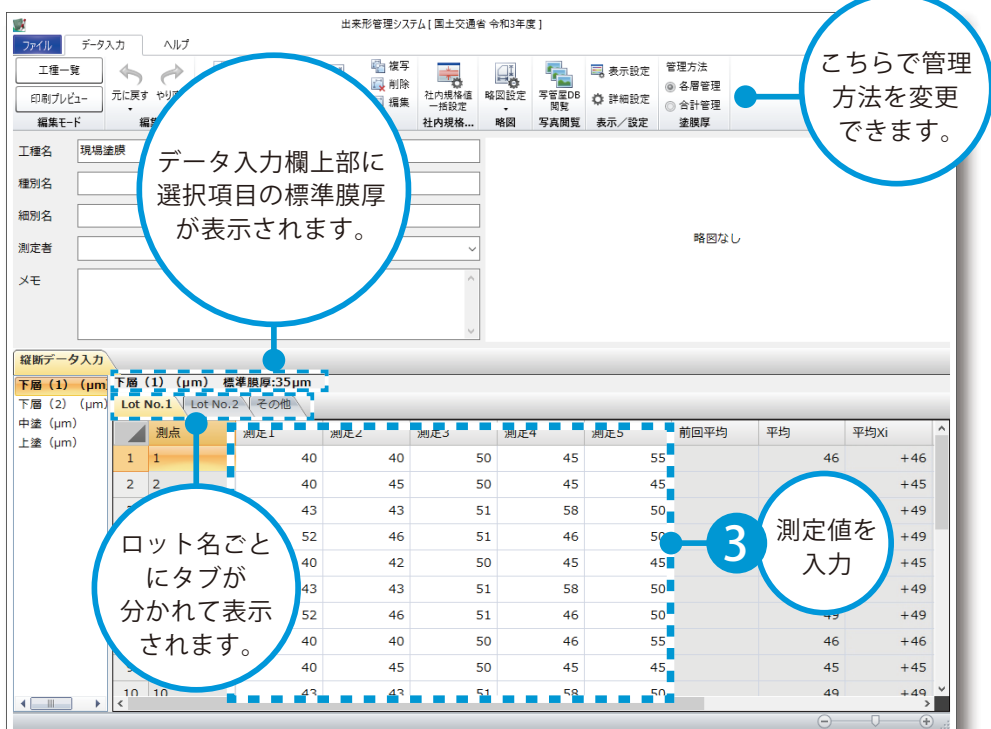 出来形管理システム [ 国土交通省 令和3年度 ]
ファイル データ入力 ヘルプ
工種一覧
印刷プレビュー
編集モード
元に戻す
複写
削除
編集
社内規格値
一括設定
社内規格...
略図設定
略図
写管屋DB
閲覧
写真閲覧
表示設定
詳細設定
表示／設定
管理方法
各層管理
合計管理
塗膜厚
こちらで管理
方法を変更
できます。
工種名 現場塗膜
種別名
細別名
測定者
メモ
データ入力欄上部に
選択項目の標準膜厚
が表示されます。
略図なし
縦断データ入力
下層（1）（μm）
下層（2）（μm）
中塗（μm）
上塗（μm）
下層（1）（μm） 標準膜厚:35μm
Lot No.1 Lot No.2 その他
測点 測定1 測定2 測定3 測定4 測定5 前回平均 平均 平均Xi
1 1 40 40 50 45 55 46 +46
2 2 40 45 50 45 45 +45
43 43 51 58 50 +49
52 46 51 46 50 +49
40 42 50 45 45 +45
43 43 51 58 50 +49
52 46 51 46 50 49 +49
40 40 50 46 55 46 +46
40 45 50 45 45 45 +45
10 10 43 43 51 58 50 49 +49
ロット名ごと
にタブが
分かれて表示
されます。
3 測定値を
入力